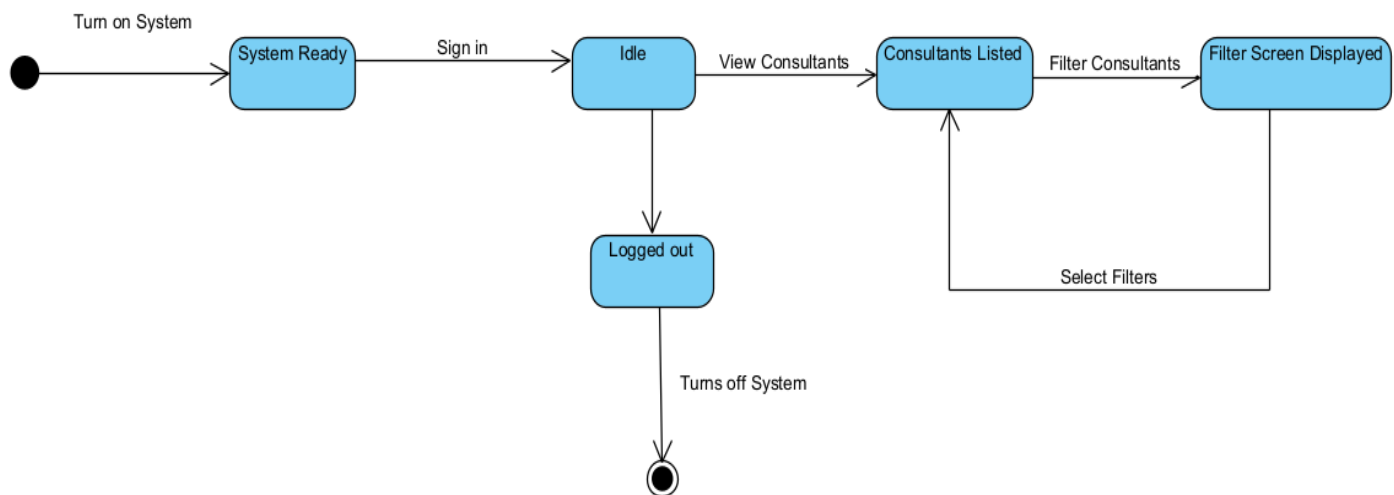 Turn on System
System Ready
Sign in
Idle
View Consultants
Consultants Listed
Filter Consultants
Filter Screen Displayed
Logged out
Select Filters
Turns off System